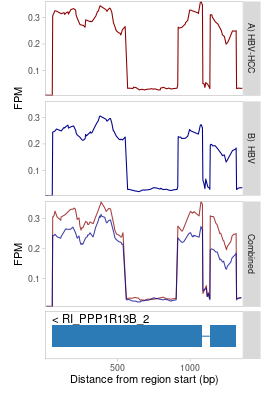 0.3
0.2
0.1
A) HBV-HCC
FPM
0.3
0.2
0.1
B) HBV
0.3
0.2
0.1
FPM
Combined
< RI_PPP1R13B_2
500
1000
Distance from region start (bp)